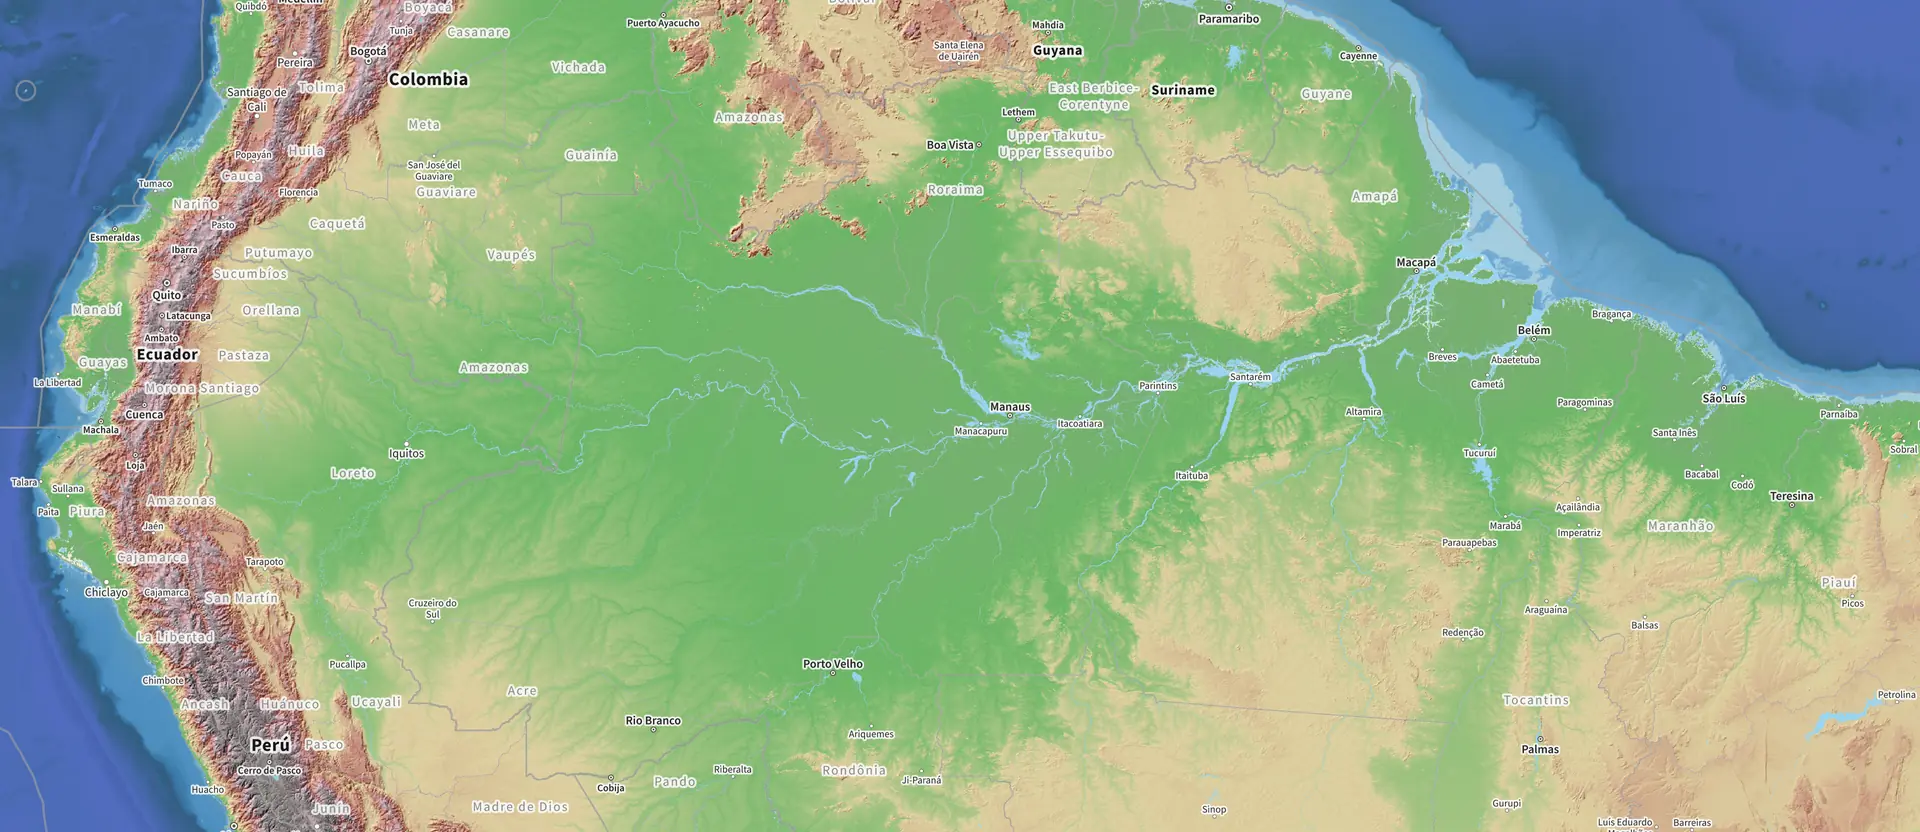 Quibdó
Medellín
Boyacá
Tunja
Casanare
Puerto Ayacucho
Bolívar
Mahdia
Paramaribo
Bogotá
Pereira
Colombia
Vichada
Santa Elena
de Uairén
Guyana
Cayenne
Tolima
Santiago de
Cali
East Berbice-
Corentyne
Suriname
Guyane
Meta
Amazonas
Lethem
Upper Takutu-
Upper Essequibo
Popayán
Huila
Guainía
Boa Vista
San José del
Guaviare
Cauca
Tumaco
Florencia
Guaviare
Roraima
Amapá
Nariño
Pasto
Caquetá
Esmeraldas
Ibarra
Putumayo
Vaupés
Sucumbíos
Macapá
Quito
Manabí
Latacunga
Orellana
Bragança
Ambato
Belém
Ecuador
Pastaza
Guayas
Breves
Abaetetuba
Amazonas
La Libertad
Morona Santiago
Parintins
Santarém
Cametá
São Luís
Cuenca
Manaus
Altamira
Paragominas
Parnaíba
Machala
Manacapuru
Itacoatiara
Santa Inês
Iquitos
Tucuruí
Sobral
Loja
Loreto
Itaituba
Bacabal
Talara
Sullana
Codó
Amazonas
Teresina
Paita
Piura
Açailândia
Jaén
Marabá
Imperatriz
Maranhão
Parauapebas
Cajamarca
Tarapoto
Chiclayo
Cajamarca
San Martín
Cruzeiro do
Sul
Piauí
Picos
Araguaína
La Libertad
Redenção
Balsas
Pucallpa
Porto Velho
Chimbote
Acre
Petrolina
Ancash
Huánuco
Ucayali
Tocantins
Rio Branco
Ariquemes
Perú
Pasco
Palmas
Cerro de Pasco
Riberalta
Rondônia
Ji-Paraná
Huacho
Cobija
Pando
Junín
Madre de Dios
Sinop
Gurupi
Luís Eduardo
Magalhães
Barreiras